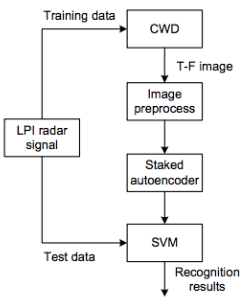 Training data
CWD
T-F image
Image
preprocess
LPI radar
signal
Staked
autoencoder
Test data
SVM
Recognition
results